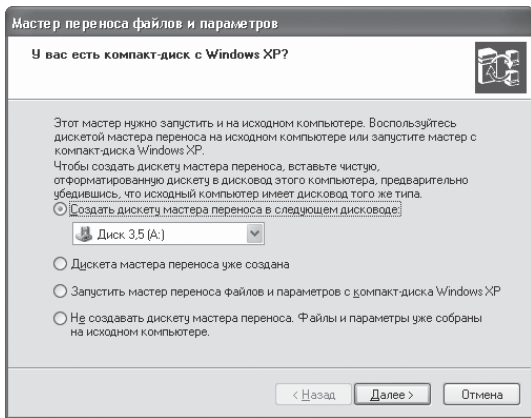 Мастер переноса файлов и параметров
У вас есть компакт-диск с Windows XP?
Этот мастер нужно запустить и на исходном компьютере. Воспользуйтесь
дискетой мастера переноса на исходном компьютере или запустите мастер с
компакт-диска Windows XP.
Чтобы создать дискету мастера переноса, вставьте чистую,
отформатированную дискету в дисковод этого компьютера, предварительно
убедившись, что исходный компьютер имеет дисковод того же типа.
Создать дискету мастера переноса в следующем дисководе:
Диск 3,5 (A:)
Дискета мастера переноса уже создана
Запустить мастер переноса файлов и параметров с компакт-диска Windows XP
Не создавать дискету мастера переноса. Файлы и параметры уже собраны
на исходном компьютере.
< Назад Далее > Отмена